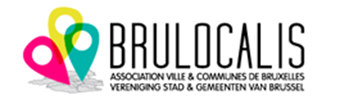 BRULOCALIS
ASSOCIATION VILLE & COMMUNES DE BRUXELLES
VERENIGING STAD & GEMEENTEN VAN BRUSSEL